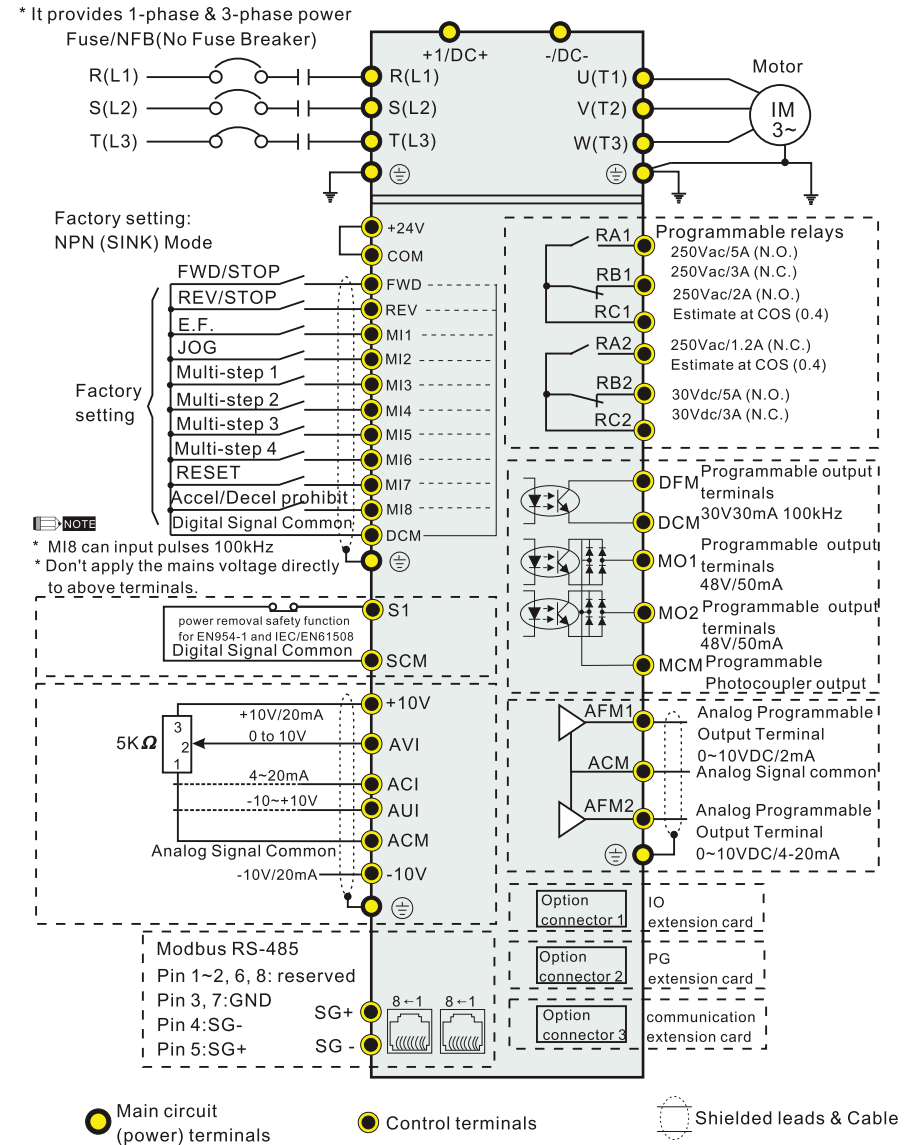 * It provides 1-phase & 3-phase power
Fuse/NFB(No Fuse Breaker)
R(L1)
S(L2)
T(L3)
+1/DC+
-/DC-
R(L1)
S(L2)
T(L3)
U(T1)
V(T2)
W(T3)
Motor
IM
3~
Factory setting:
NPN (SINK) Mode
+24V
COM
FWD/STOP
REV/STOP
E.F.
JOG
Multi-step 1
Multi-step 2
Multi-step 3
Multi-step 4
RESET
Accel/Decel prohibit
Digital Signal Common
Factory
setting
FWD
REV
MI1
MI2
MI3
MI4
MI5
MI6
MI7
MI8
DCM
NOTE
* MI8 can input pulses 100kHz
* Don't apply the mains voltage directly
to above terminals.
RA1
RB1
RC1
RA2
RB2
RC2
Programmable relays
250Vac/5A (N.O.)
250Vac/3A (N.C.)
250Vac/2A (N.O.)
Estimate at COS (0.4)
250Vac/1.2A (N.C.)
Estimate at COS (0.4)
30Vdc/5A (N.O.)
30Vdc/3A (N.C.)
DFM
DCM
MO1
MO2
MCM
Programmable output
terminals
30V30mA 100kHz
Programmable output
terminals
48V/50mA
Programmable output
terminals
48V/50mA
Programmable
Photocoupler output
power removal safety function
for EN954-1 and IEC/EN61508
Digital Signal Common
S1
SCM
5KΩ
3
2
1
+10V/20mA
0 to 10V
4~20mA
-10~+10V
Analog Signal Common
-10V/20mA
+10V
AVI
ACI
AUI
ACM
-10V
AFM1
ACM
AFM2
Analog Programmable
Output Terminal
0~10VDC/2mA
Analog Signal common
Analog Programmable
Output Terminal
0~10VDC/4-20mA
Option
connector 1
IO
extension card
Option
connector 2
PG
extension card
Option
connector 3
communication
extension card
Modbus RS-485
Pin 1~2, 6, 8: reserved
Pin 3, 7:GND
Pin 4:SG-
Pin 5:SG+
SG+
SG -
8←1
8←1
Main circuit
(power) terminals
Control terminals
Shielded leads & Cable